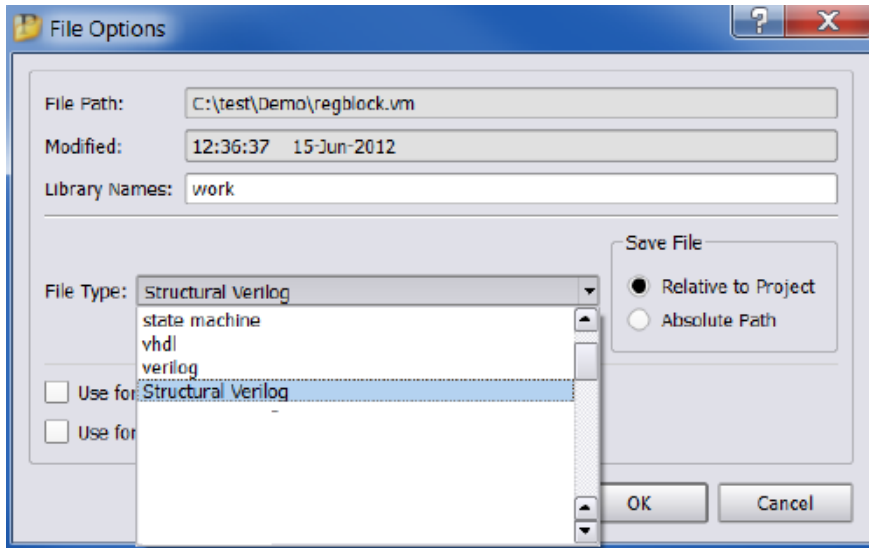 File Options
File Path: C:\test\Demo\regblock.vm
Modified: 12:36:37 15-Jun-2012
Library Names: work
Save File
File Type: Structural Verilog
Relative to Project
Absolute Path
state machine
vhdl
verilog
Structural Verilog
Use for
Use for
OK Cancel